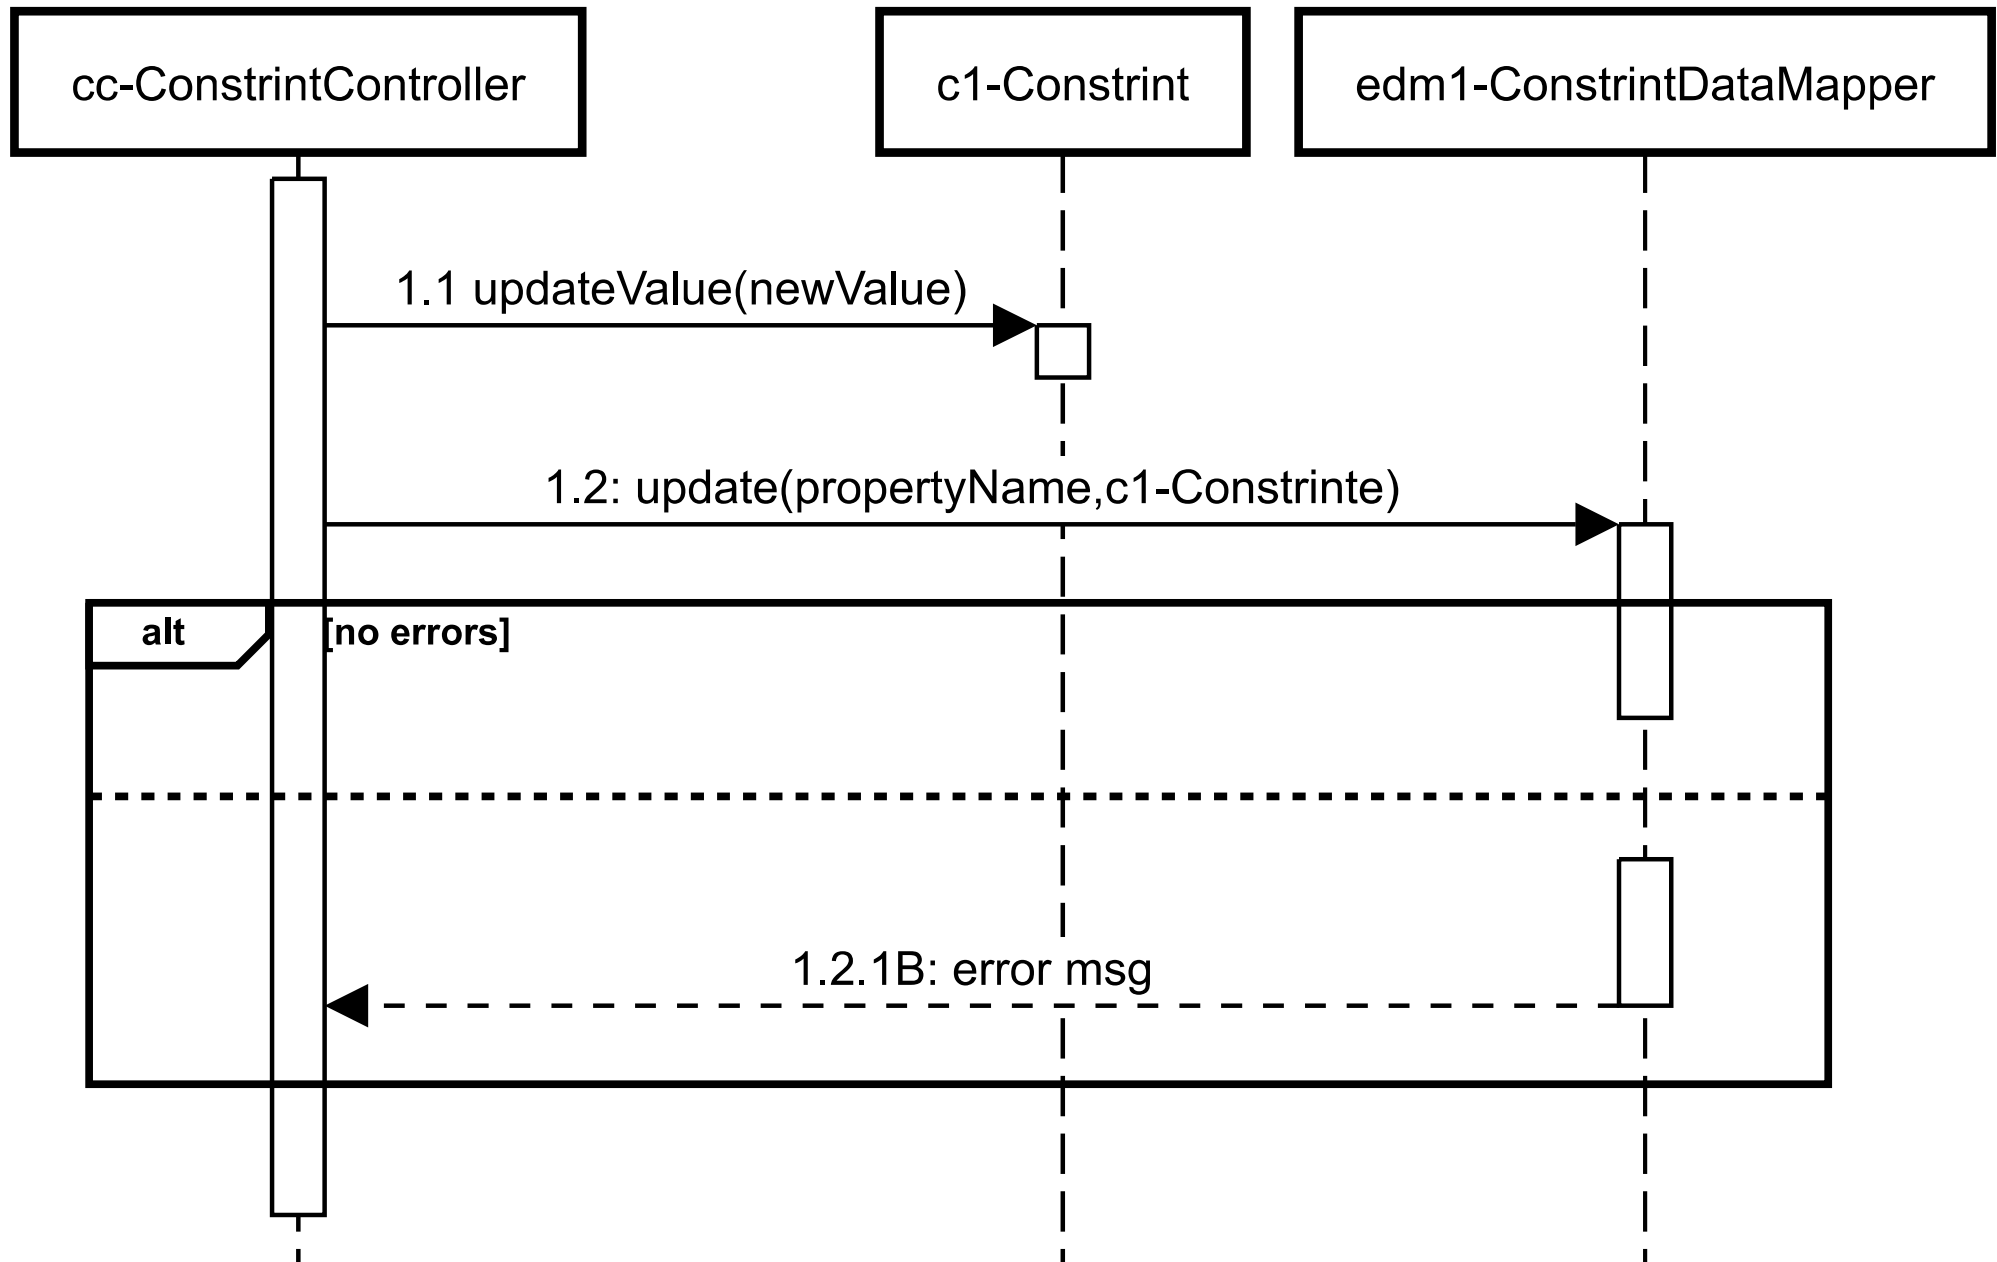 cc-ConstrintController
c1-Constrint
edm1-ConstrintDataMapper
1.1 updateValue(newValue)
1.2: update(propertyName,c1-Constrinte)
alt
[no errors]
1.2.1B: error msg